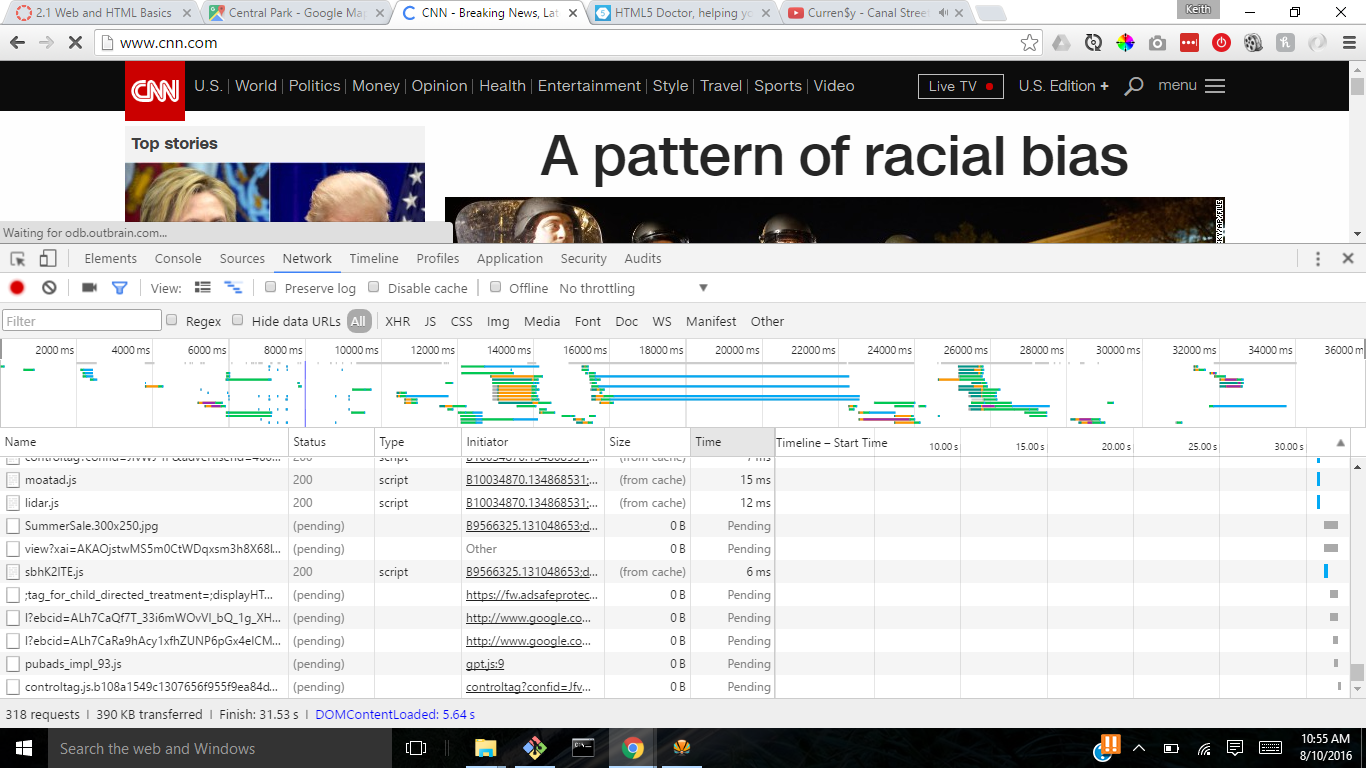 2.1 Web and HTML Basics
Central Park - Google Ma
CNN - Breaking News, Lat
HTML5 Doctor, helping yo
Curren$y - Canal Street
Keith
www.cnn.com
CNN
U.S. World Politics Money Opinion Health Entertainment Style Travel Sports Video
Live TV
U.S. Edition +
menu
Top stories
A pattern of racial bias
Waiting for odb.outbrain.com...
Elements Console Sources Network Timeline Profiles Application Security Audits
View: Preserve log Disable cache Offline No throttling
Filter Regex Hide data URLs All XHR JS CSS Img Media Font Doc WS Manifest Other
2000 ms 4000 ms 6000 ms 8000 ms 10000 ms 12000 ms 14000 ms 16000 ms 18000 ms 20000 ms 22000 ms 24000 ms 26000 ms 28000 ms 30000 ms 32000 ms 34000 ms 36000 m
Name Status Type Initiator Size Time Timeline – Start Time 10.00 s 15.00 s 20.00 s 25.00 s 30.00 s
200 script B10034870.134868531;... (from cache) 7 ms
moatad.js 200 script B10034870.134868531;... (from cache) 15 ms
lidar.js 200 script B10034870.134868531;... (from cache) 12 ms
SummerSale.300x250.jpg (pending) B9566325.131048653;d... 0 B Pending
view?xai=AKAOjstwMS5m0CtWDqxsm3h8X68l... (pending) Other 0 B Pending
sbhK2lTE.js 200 script B9566325.131048653;d... (from cache) 6 ms
;tag_for_child_directed_treatment=;displayHT... (pending) https://fw.adsafeprotec... 0 B Pending
l?ebcid=ALh7CaQf7T_33i6mWOvVl_bQ_1g_XH... (pending) http://www.google.co... 0 B Pending
l?ebcid=ALh7CaRa9hAcy1xfhZUNP6pGx4eICM... (pending) http://www.google.co... 0 B Pending
pubads_impl_93.js (pending) gpt.js:9 0 B Pending
controltag.js.b108a1549c1307656f955f9ea84d... (pending) controltag?confid=Jfv... 0 B Pending
318 requests | 390 KB transferred | Finish: 31.53 s | DOMContentLoaded: 5.64 s
Search the web and Windows
10:55 AM
8/10/2016